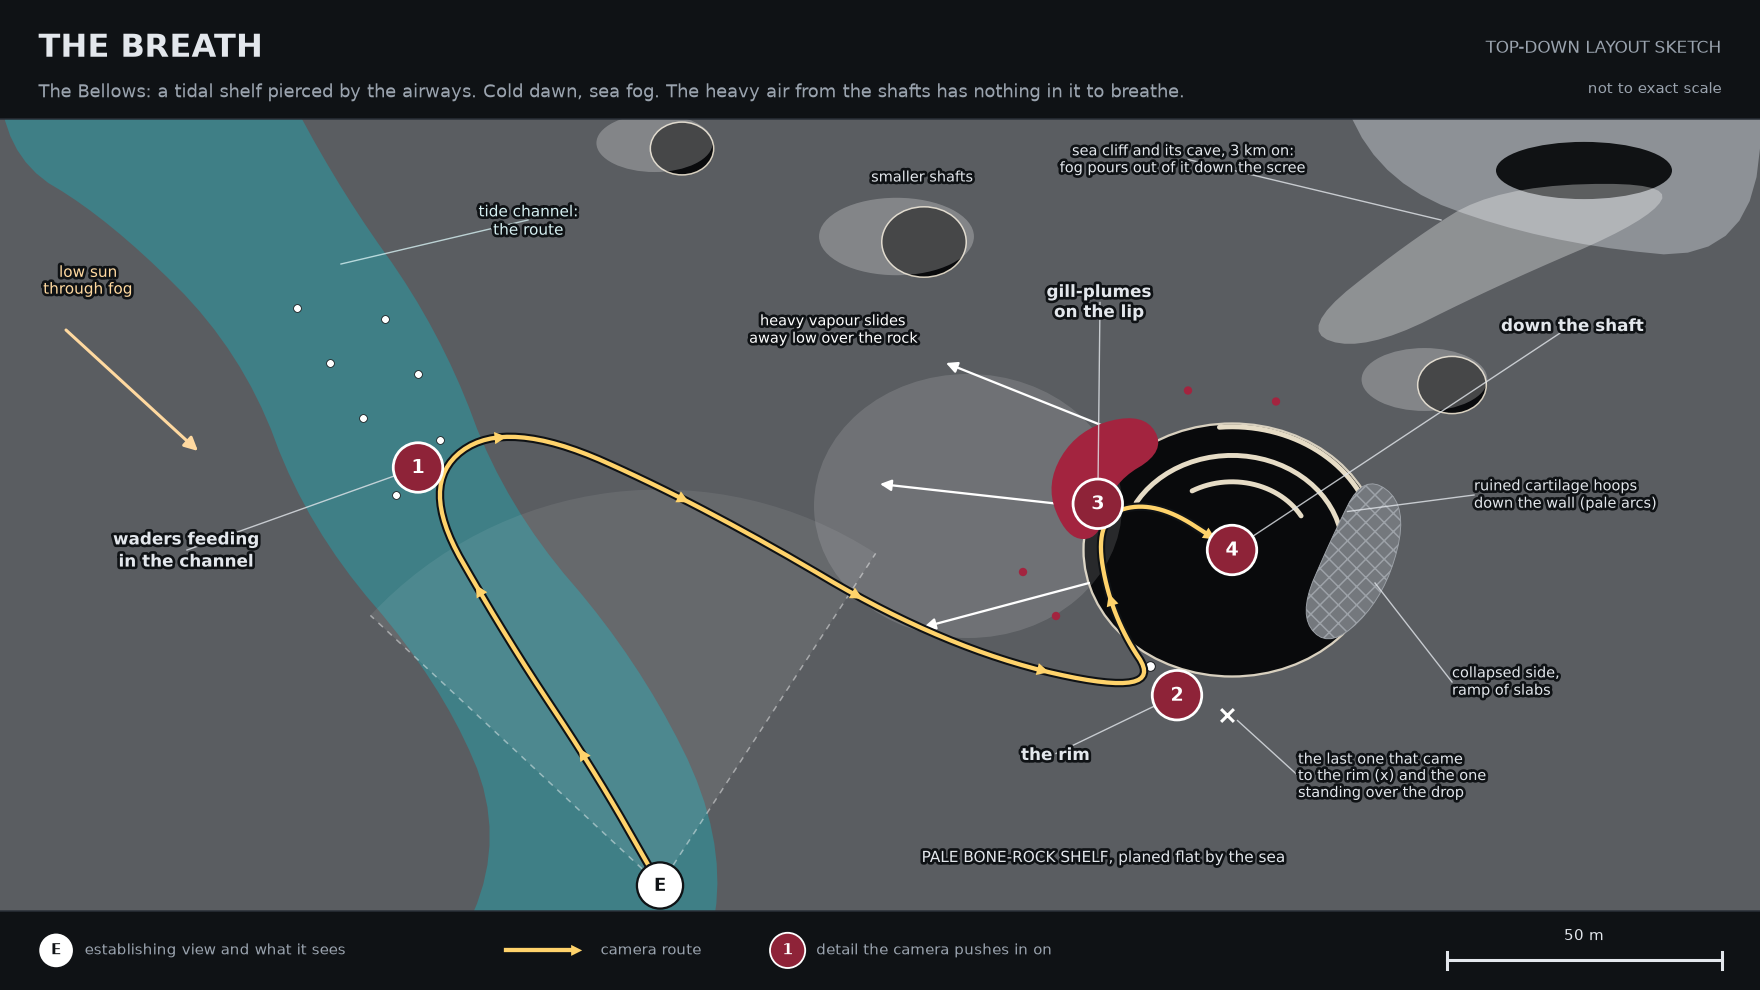 THE BREATH
TOP-DOWN LAYOUT SKETCH
The Bellows: a tidal shelf pierced by the airways. Cold dawn, sea fog. The heavy air from the shafts has nothing in it to breathe.
not to exact scale
sea cliff and its cave, 3 km on:
fog pours out of it down the scree
smaller shafts
tide channel:
the route
low sun
through fog
gill-plumes
on the lip
heavy vapour slides
away low over the rock
down the shaft
1
ruined cartilage hoops
down the wall (pale arcs)
3
waders feeding
in the channel
4
collapsed side,
ramp of slabs
2
the rim
the last one that came
to the rim (x) and the one
standing over the drop
PALE BONE-ROCK SHELF, planed flat by the sea
E
E
establishing view and what it sees
camera route
1
detail the camera pushes in on
50 m